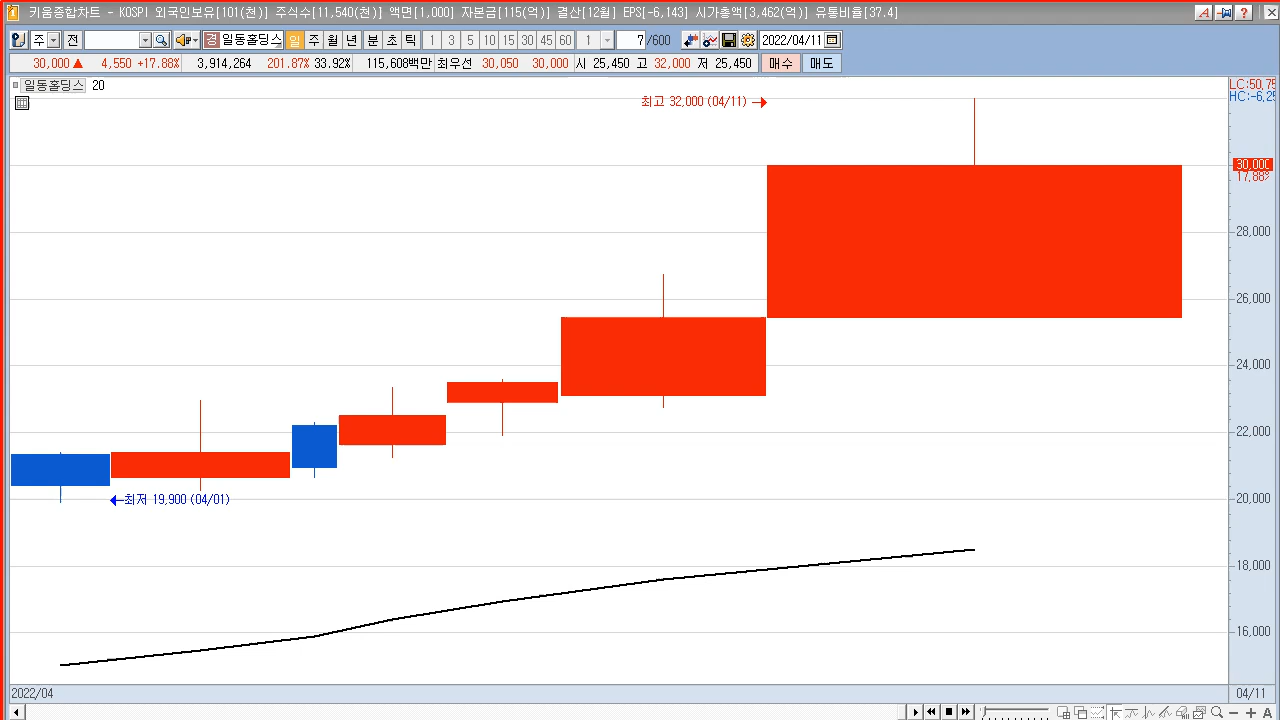 키움종합차트 - KOSPI 외국인보유[101(천)] 주식수[11,540(천)] 액면[1,000] 자본금[115(억)] 결산[12월] EPS[-6,143] 시가총액[3,462(억)] 유통비율[37.4]
주 전 경 일동홀딩스 일 주 월 년 분 초 틱 1 3 5 10 15 30 45 60 1 7 /600 2022/04/11
30,000 ▲ 4,550 +17.88% 3,914,264 201.87% 33.92% 115,608백만 최우선 30,050 30,000 시 25,450 고 32,000 저 25,450 매수 매도
일동홀딩스 20
LC:50,75
HC:-6,25
최고 32,000 (04/11) →
30,000
17,88%
28,000
26,000
24,000
22,000
←최저 19,900 (04/01)
20,000
18,000
16,000
2022/04 04/11
A